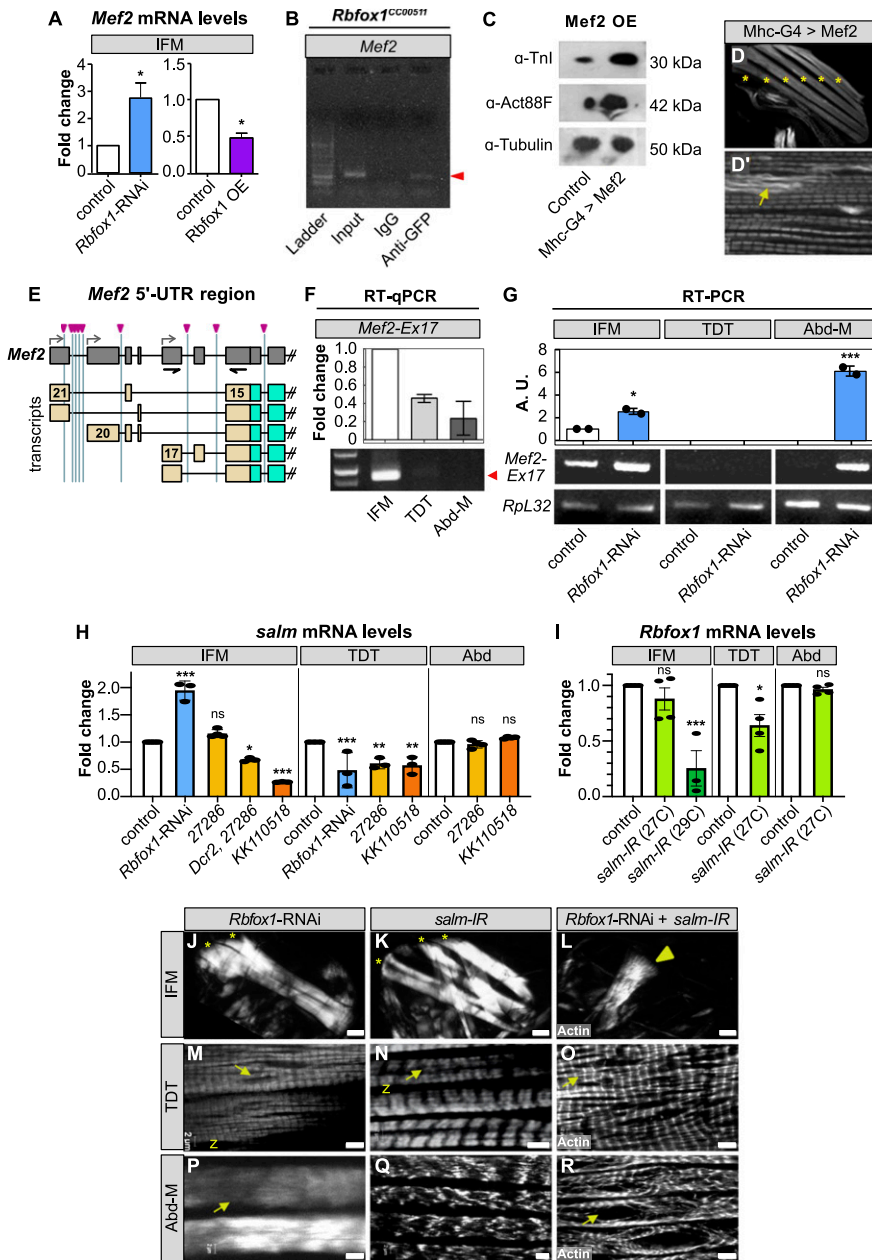 A
Mef2 mRNA levels
IFM
Fold change
3
2
1
0
*
1.5
1.0
0.5
0.0
*
control
Rbfox1-RNAi
control
Rbfox1 OE
B
Rbfox1CC00511
Mef2
Ladder
Input
IgG
Anti-GFP
C
Mef2 OE
α-TnI
30 kDa
α-Act88F
42 kDa
α-Tubulin
50 kDa
Control
Mhc-G4 > Mef2
Mhc-G4 > Mef2
D
* * * * * *
D'
E
Mef2 5'-UTR region
Mef2
transcripts
21
15
20
17
F
RT-qPCR
Mef2-Ex17
Fold change
1.0
0.8
0.6
0.4
0.2
0
IFM
TDT
Abd-M
G
RT-PCR
IFM
TDT
Abd-M
A. U.
8
6
4
2
0
*
***
Mef2-
Ex17
RpL32
control
Rbfox1-RNAi
control
Rbfox1-RNAi
control
Rbfox1-RNAi
H
salm mRNA levels
IFM
TDT
Abd
Fold change
2.0
1.5
1.0
0.5
0.0
***
ns
*
***
***
**
**
ns
ns
control
Rbfox1-RNAi
27286
Dcr2, 27286
KK110518
control
Rbfox1-RNAi
27286
KK110518
control
27286
KK110518
I
Rbfox1 mRNA levels
IFM
TDT
Abd
Fold change
1.0
0.5
0.0
ns
***
*
ns
control
salm-IR (27C)
salm-IR (29C)
control
salm-IR (27C)
control
salm-IR (27C)
Rbfox1-RNAi
salm-IR
Rbfox1-RNAi + salm-IR
IFM
J
* *
K
* * *
L
Actin
TDT
M
2 µm
Z
N
Z
O
Actin
Abd-M
P
Q
R
Actin